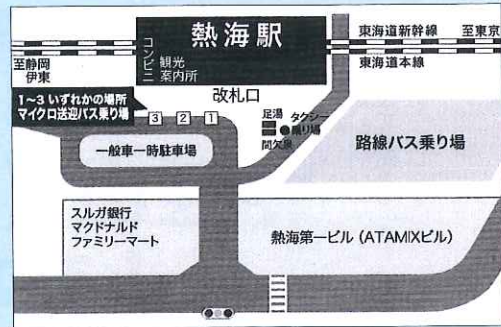 熱海駅
コンビニ
観光
案内所
東海道新幹線 至東京
東海道本線
至静岡
伊東
改札口
1~3 いずれかの場所
マイクロ送迎バス乗り場
3 2 1
足湯
間欠泉
タクシー
乗り場
路線バス乗り場
一般車一時駐車場
スルガ銀行
マクドナルド
ファミリーマート
熱海第一ビル (ATAMIXビル)